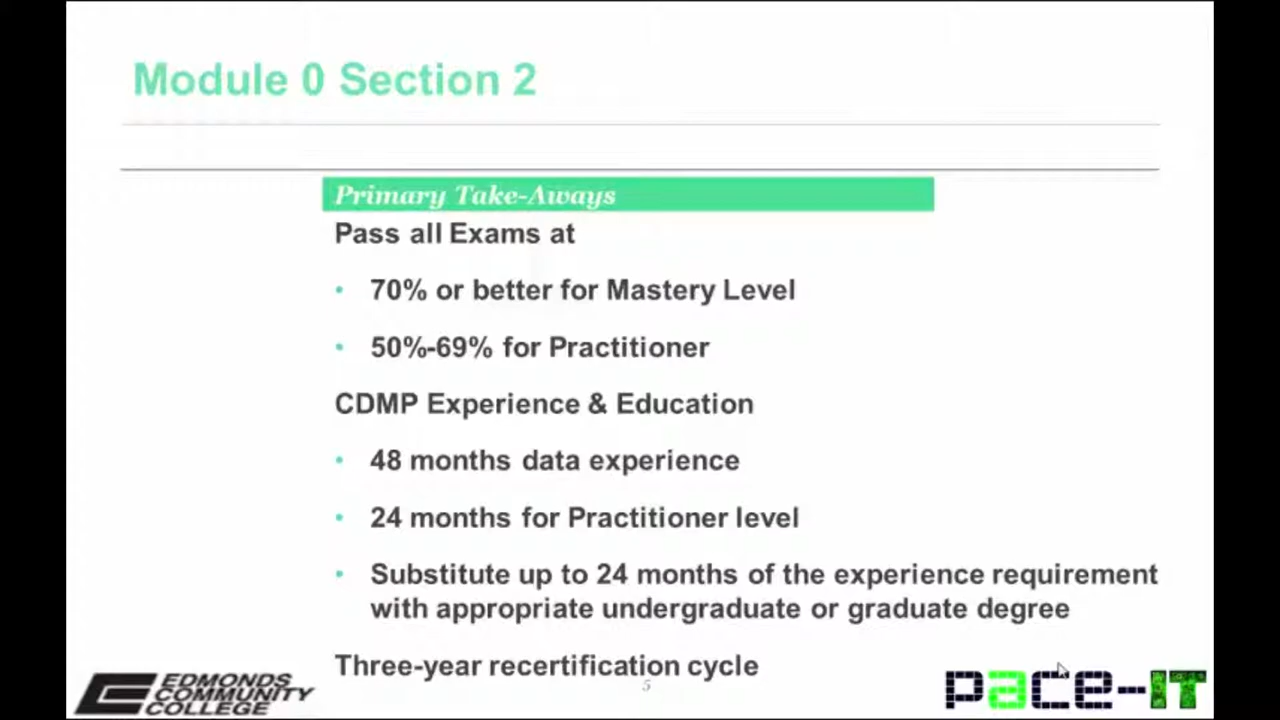 Module 0 Section 2
Primary Take-Aways
Pass all Exams at
• 70% or better for Mastery Level
• 50%-69% for Practitioner
CDMP Experience & Education
• 48 months data experience
• 24 months for Practitioner level
• Substitute up to 24 months of the experience requirement
with appropriate undergraduate or graduate degree
Three-year recertification cycle
5
EDMONDS
COMMUNITY
COLLEGE
pace-IT